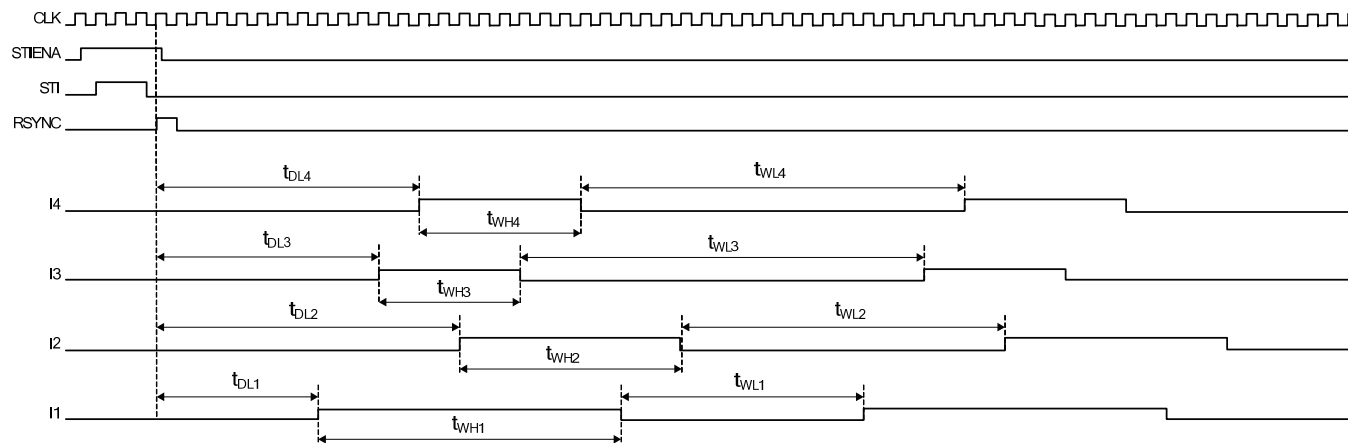 CLK
STIENA
STI
RSYNC
tDL4
tWL4
I4
tWH4
tDL3
tWL3
I3
tWH3
tDL2
tWL2
I2
tWH2
tDL1
tWL1
I1
tWH1